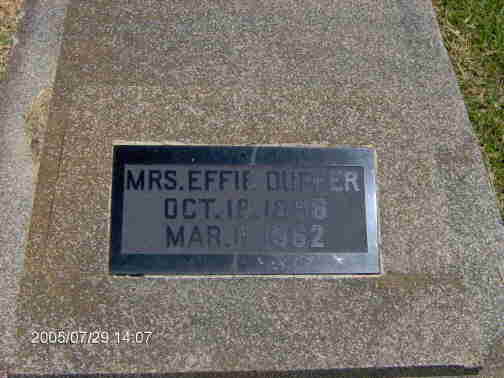 MRS. EFFIE DUFFER
OCT.
MAR. 1962
2005/07/29 14:07